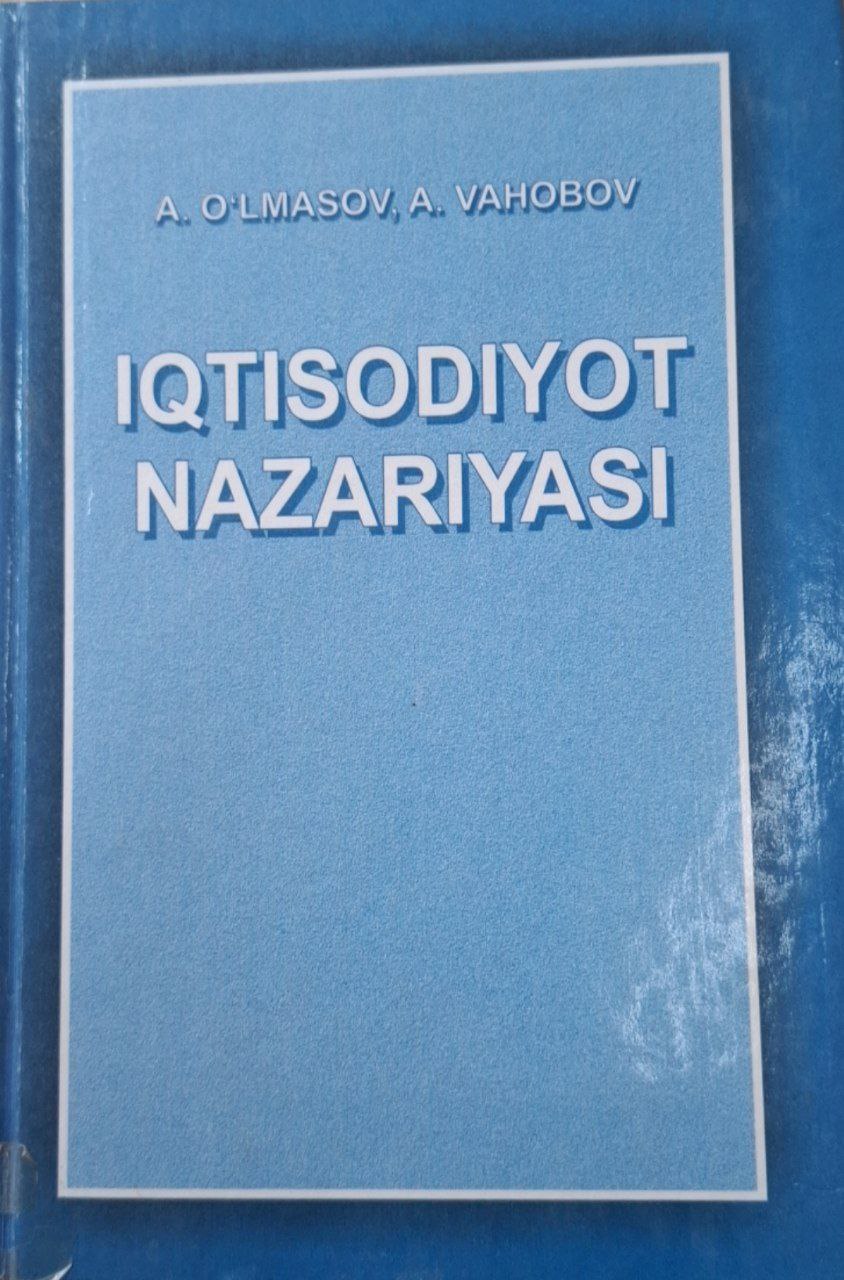 A. O‘LMASOV, A. VAHOBOV
IQTISODIYOT
NAZARIYASI